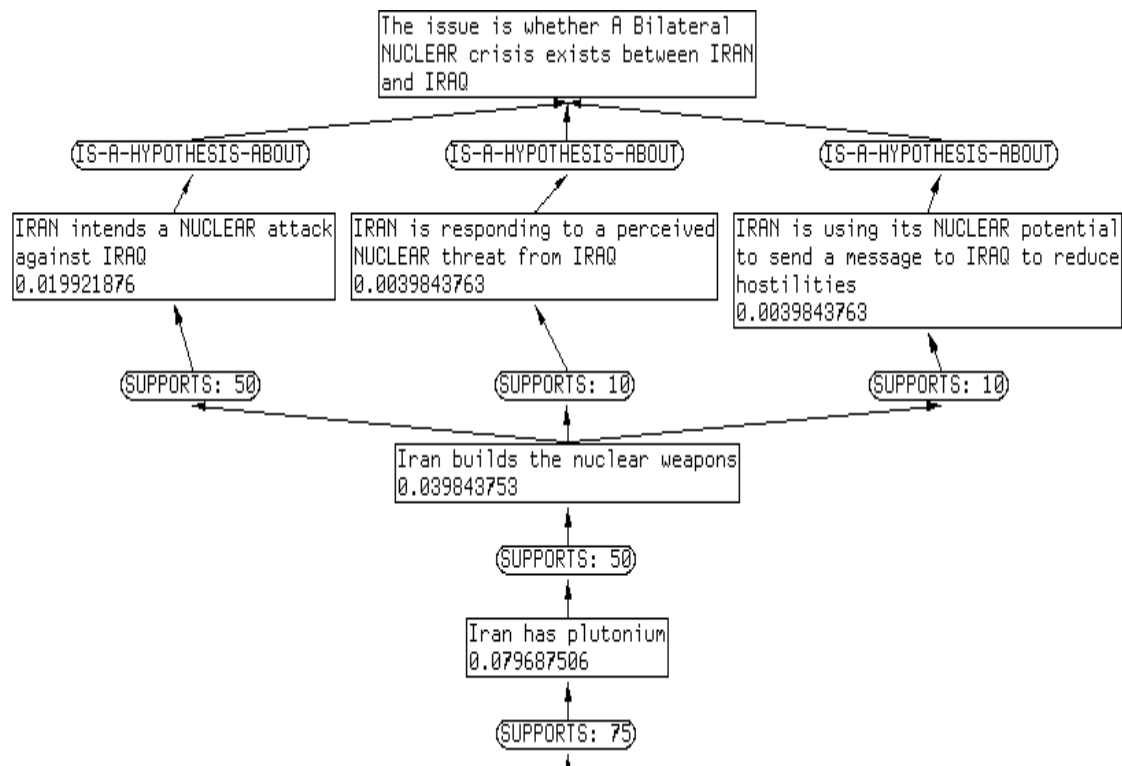 The issue is whether A Bilateral
NUCLEAR crisis exists between IRAN
and IRAQ
IS-A-HYPOTHESIS-ABOUT
IS-A-HYPOTHESIS-ABOUT
IS-A-HYPOTHESIS-ABOUT
IRAN intends a NUCLEAR attack
against IRAQ
0.019921876
IRAN is responding to a perceived
NUCLEAR threat from IRAQ
0.0039843763
IRAN is using its NUCLEAR potential
to send a message to IRAQ to reduce
hostilities
0.0039843763
SUPPORTS: 50
SUPPORTS: 10
SUPPORTS: 10
Iran builds the nuclear weapons
0.039843753
SUPPORTS: 50
Iran has plutonium
0.079687506
SUPPORTS: 75